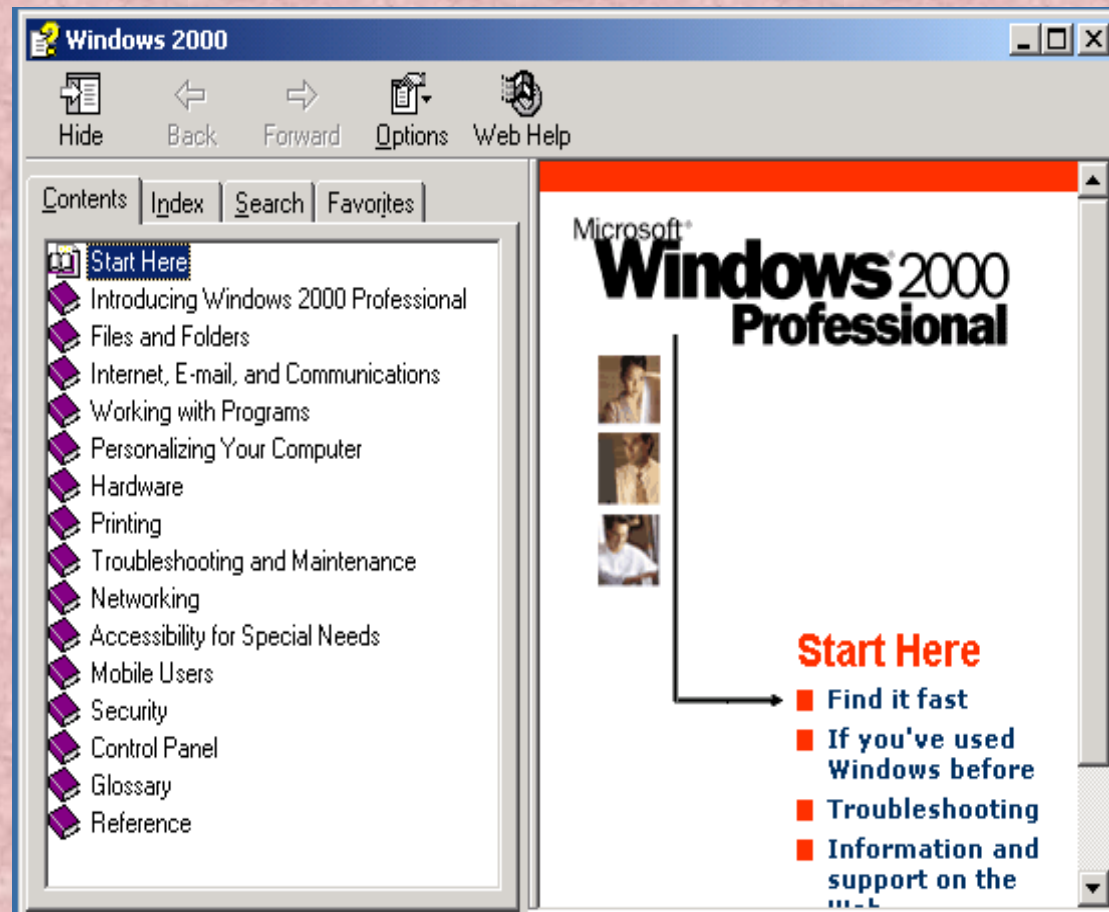 Windows 2000
Hide Back Forward Options Web Help
Contents Index Search Favorites
Start Here
Introducing Windows 2000 Professional
Files and Folders
Internet, E-mail, and Communications
Working with Programs
Personalizing Your Computer
Hardware
Printing
Troubleshooting and Maintenance
Networking
Accessibility for Special Needs
Mobile Users
Security
Control Panel
Glossary
Reference
Microsoft®
Windows® 2000
Professional
Start Here
Find it fast
If you've used
Windows before
Troubleshooting
Information and
support on the